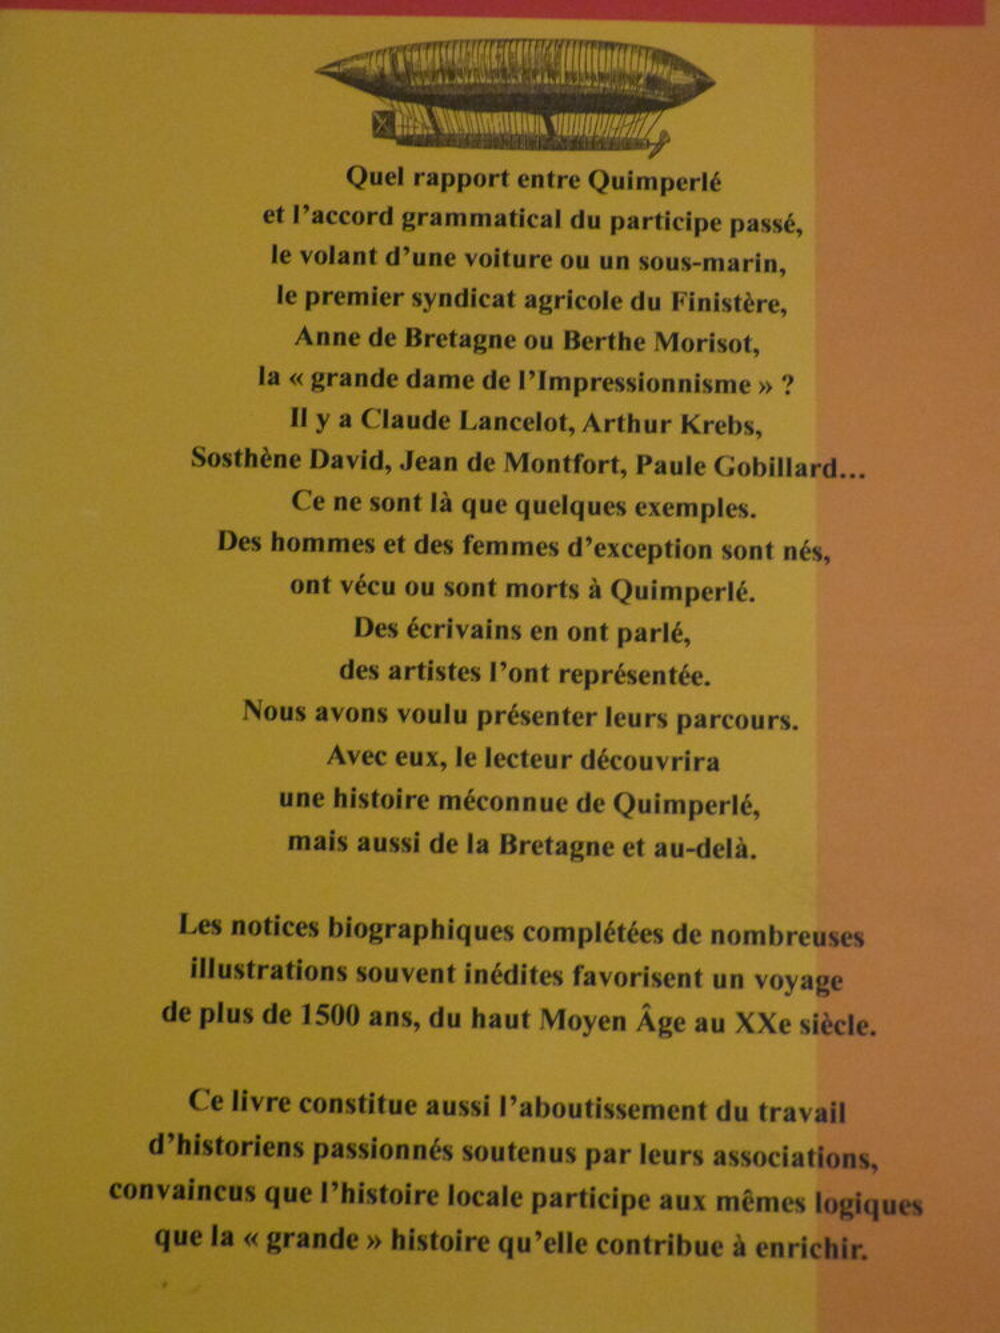 Quel rapport entre Quimperlé
et l'accord grammatical du participe passé,
le volant d'une voiture ou un sous-marin,
le premier syndicat agricole du Finistère,
Anne de Bretagne ou Berthe Morisot,
la « grande dame de l'Impressionnisme » ?
Il y a Claude Lancelot, Arthur Krebs,
Sosthène David, Jean de Montfort, Paule Gobillard...
Ce ne sont là que quelques exemples.
Des hommes et des femmes d'exception sont nés,
ont vécu ou sont morts à Quimperlé.
Des écrivains en ont parlé,
des artistes l'ont représentée.
Nous avons voulu présenter leurs parcours.
Avec eux, le lecteur découvrira
une histoire méconnue de Quimperlé,
mais aussi de la Bretagne et au-delà.
Les notices biographiques complétées de nombreuses
illustrations souvent inédites favorisent un voyage
de plus de 1500 ans, du haut Moyen Âge au XXe siècle.
Ce livre constitue aussi l'aboutissement du travail
d'historiens passionnés soutenus par leurs associations,
convaincus que l'histoire locale participe aux mêmes logiques
que la « grande » histoire qu'elle contribue à enrichir.